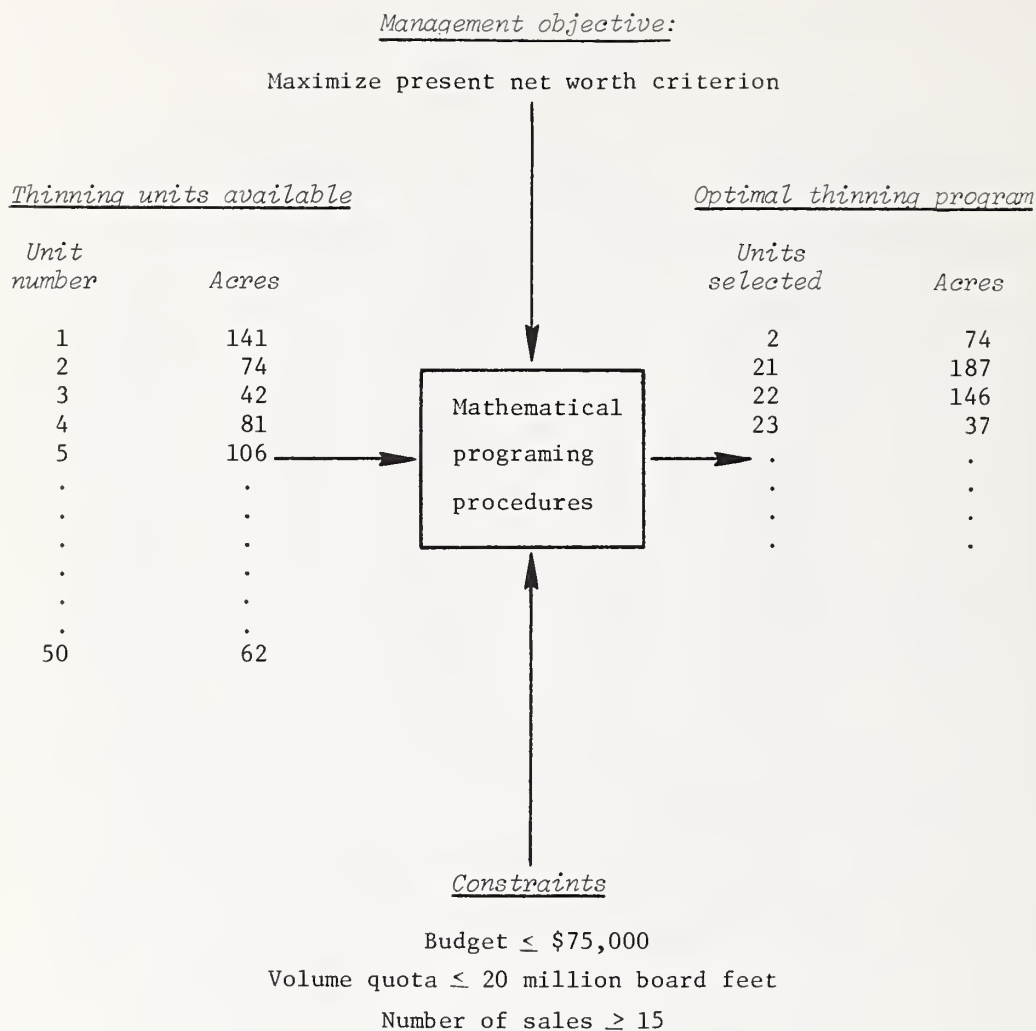 Management objective:
Maximize present net worth criterion
Thinning units available
Unit
number Acres
1 141
2 74
3 42
4 81
5 106
. .
. .
. .
. .
. .
. .
50 62
Mathematical
programing
procedures
Optimal thinning program
Units
selected Acres
2 74
21 187
22 146
23 37
. .
. .
. .
. .
Constraints
Budget ≤ $75,000
Volume quota ≤ 20 million board feet
Number of sales ≥ 15